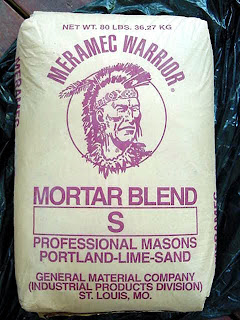 NET WT. 80 LBS. 36,27 KG
MERAMEC WARRIOR®
MORTAR BLEND
S
PROFESSIONAL MASONS
PORTLAND-LIME-SAND
GENERAL MATERIAL COMPANY
(INDUSTRIAL PRODUCTS DIVISION)
ST. LOUIS, MO.
MERAMEC